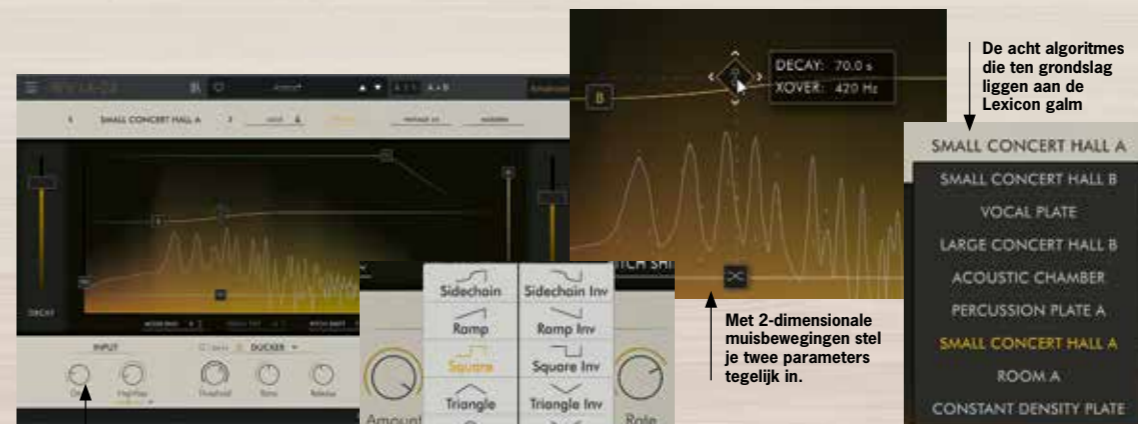 De acht algoritmes
die ten grondslag
liggen aan de
Lexicon galm
DECAY: 70.0 s
XOVER: 420 Hz
B
SMALL CONCERT HALL A
SMALL CONCERT HALL B
VOCAL PLATE
LARGE CONCERT HALL B
ACOUSTIC CHAMBER
PERCUSSION PLATE A
SMALL CONCERT HALL A
ROOM A
CONSTANT DENSITY PLATE
Met 2-dimensionale
muisbewegingen stel
je twee parameters
tegelijk in.
SMALL CONCERT HALL A
DECAY
INPUT
DUCKER
Threshold
Release
Sidechain
Sidechain Inv
Ramp
Ramp Inv
Square
Square Inv
Triangle
Triangle Inv
Amount
Rate